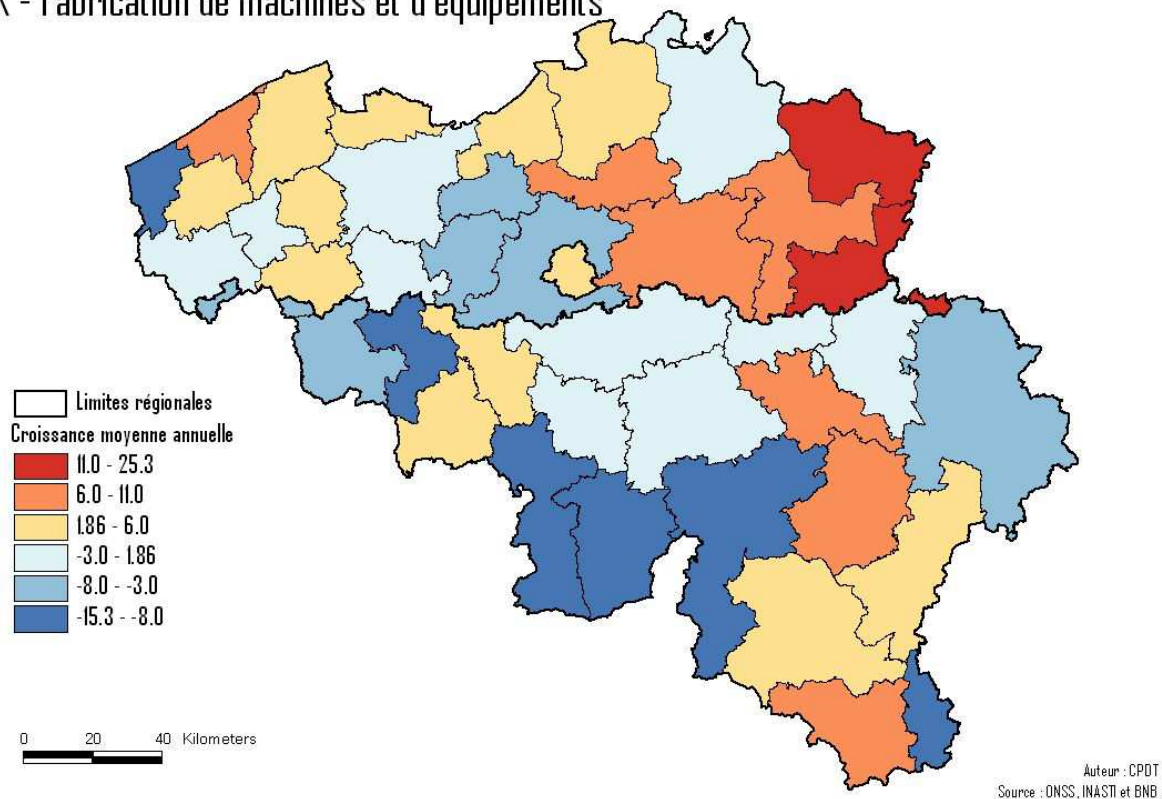 - Fabrication de machines et d'équipements
Limites régionales
Croissance moyenne annuelle
11.0 - 25.3
6.0 - 11.0
1.86 - 6.0
-3.0 - 1.86
-8.0 - -3.0
-15.3 - -8.0
0 20 40 Kilometers
Auteur : CPDT
Source : ONSS, INASTI et BNB